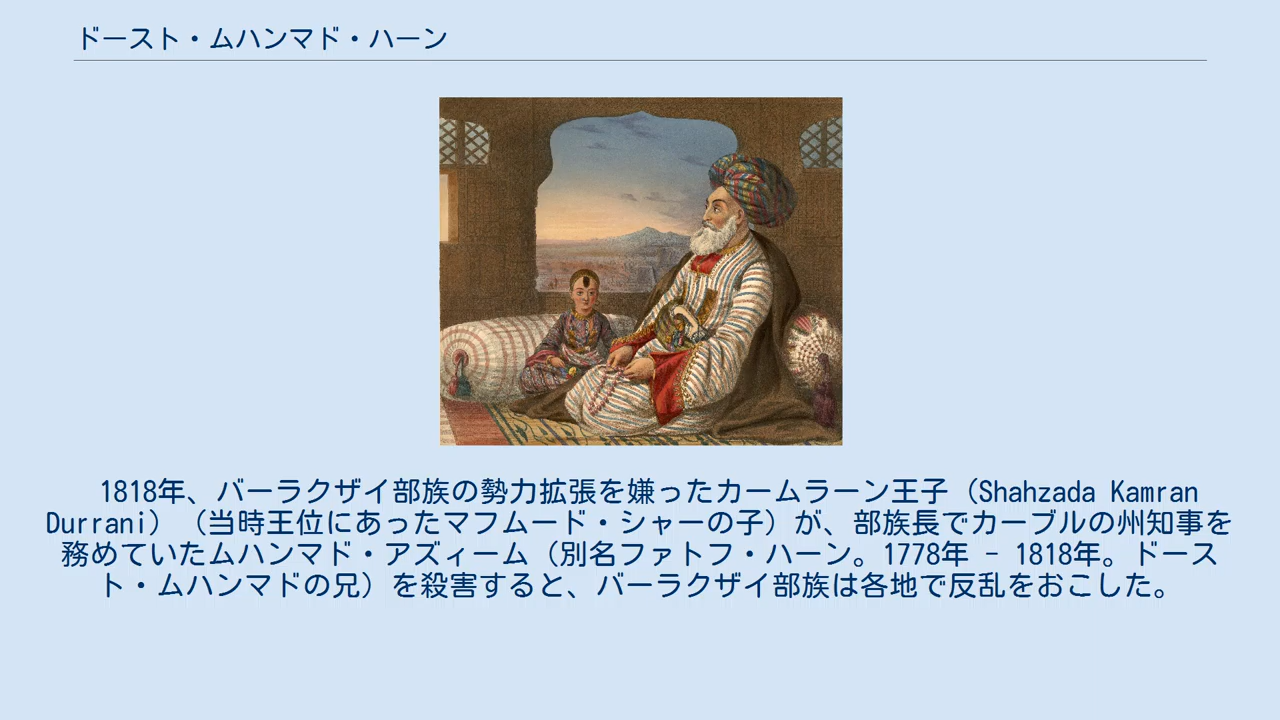 ドースト・ムハンマド・ハーン
1818年、バーラクザイ部族の勢力拡張を嫌ったカームラーン王子（Shahzada Kamran
Durrani）（当時王位にあったマフムード・シャーの子）が、部族長でカーブルの州知事を
務めていたムハンマド・アズィーム（別名ファトフ・ハーン。1778年 - 1818年。ドース
ト・ムハンマドの兄）を殺害すると、バーラクザイ部族は各地で反乱をおこした。